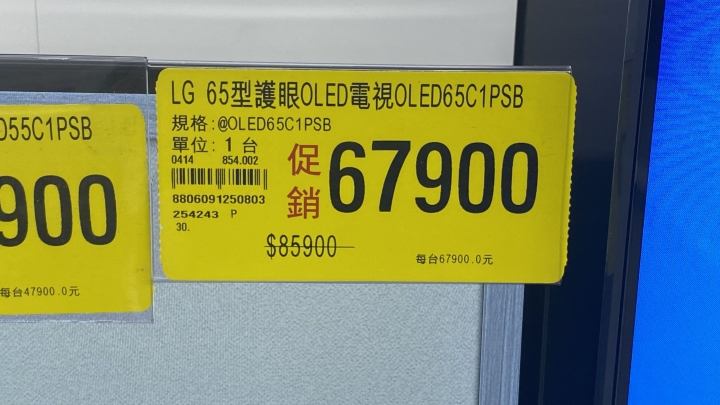 LG 65型護眼OLED電視OLED65C1PSB
規格:@OLED65C1PSB
單位: 1 台
0414 854.002
促銷 67900
8806091250803
254243 P
30.
$85900
每台67900.0元
D55C1PSB
900
每台47900.0元